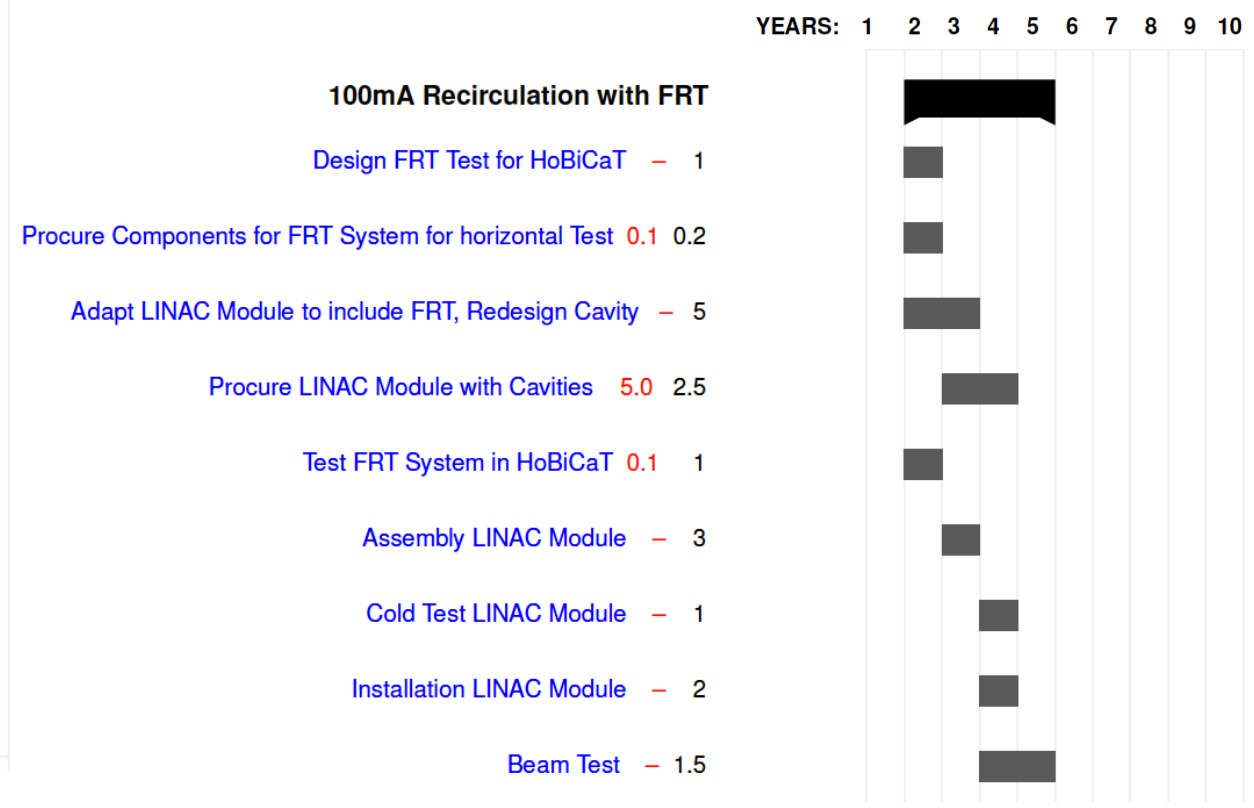 YEARS: 1 2 3 4 5 6 7 8 9 10
100mA Recirculation with FRT
Design FRT Test for HoBiCaT – 1
Procure Components for FRT System for horizontal Test 0.1 0.2
Adapt LINAC Module to include FRT, Redesign Cavity – 5
Procure LINAC Module with Cavities 5.0 2.5
Test FRT System in HoBiCaT 0.1 1
Assembly LINAC Module – 3
Cold Test LINAC Module – 1
Installation LINAC Module – 2
Beam Test – 1.5